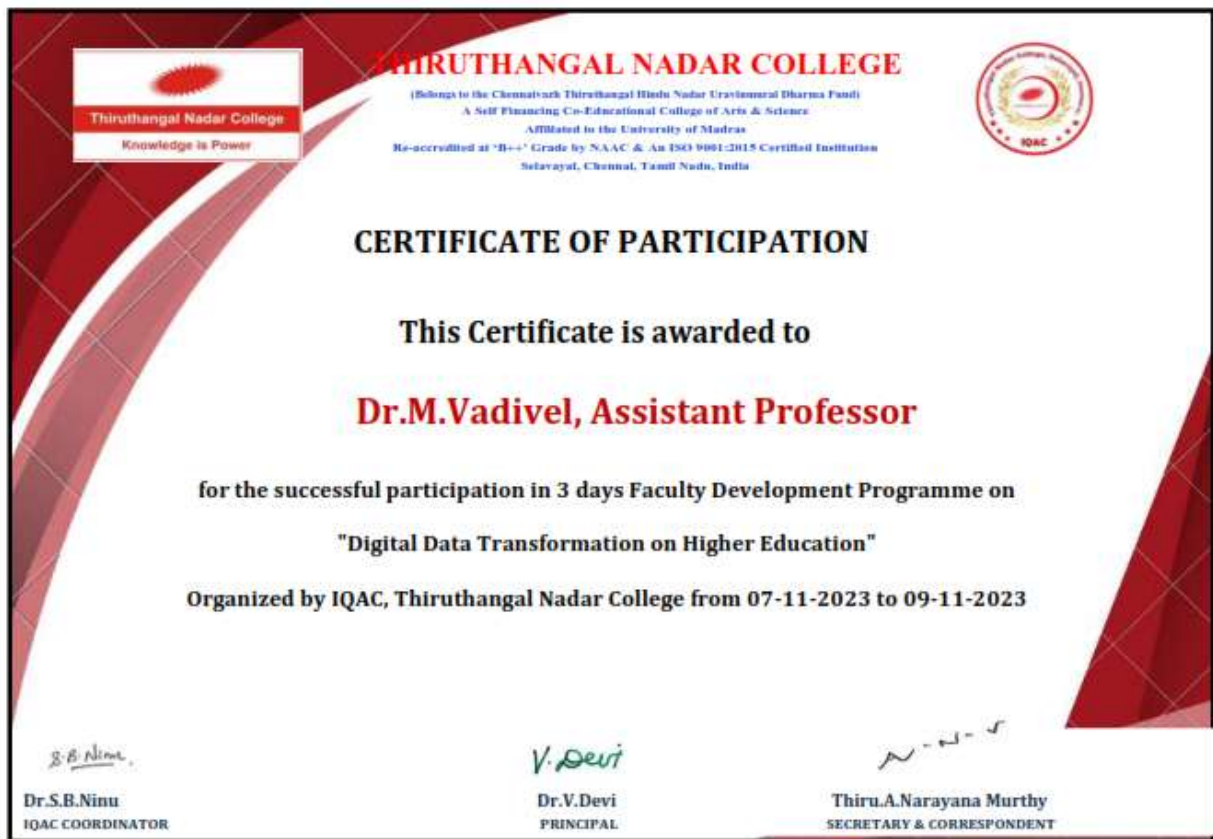 Thiruthangal Nadar College
Knowledge is Power
THIRUTHANGAL NADAR COLLEGE
(Belongs to the Chennaivazh Thiruthangal Hindu Nadar Uravinmurai Dharma Fund)
A Self Financing Co-Educational College of Arts & Science
Affiliated to the University of Madras
Re-accredited at 'B++' Grade by NAAC & An ISO 9001:2015 Certified Institution
Selavayal, Chennai, Tamil Nadu, India
IQAC
CERTIFICATE OF PARTICIPATION
This Certificate is awarded to
Dr.M.Vadivel, Assistant Professor
for the successful participation in 3 days Faculty Development Programme on
"Digital Data Transformation on Higher Education"
Organized by IQAC, Thiruthangal Nadar College from 07-11-2023 to 09-11-2023
S.B.Ninu.
V.Devi
Dr.S.B.Ninu
IQAC COORDINATOR
Dr.V.Devi
PRINCIPAL
Thiru.A.Narayana Murthy
SECRETARY & CORRESPONDENT